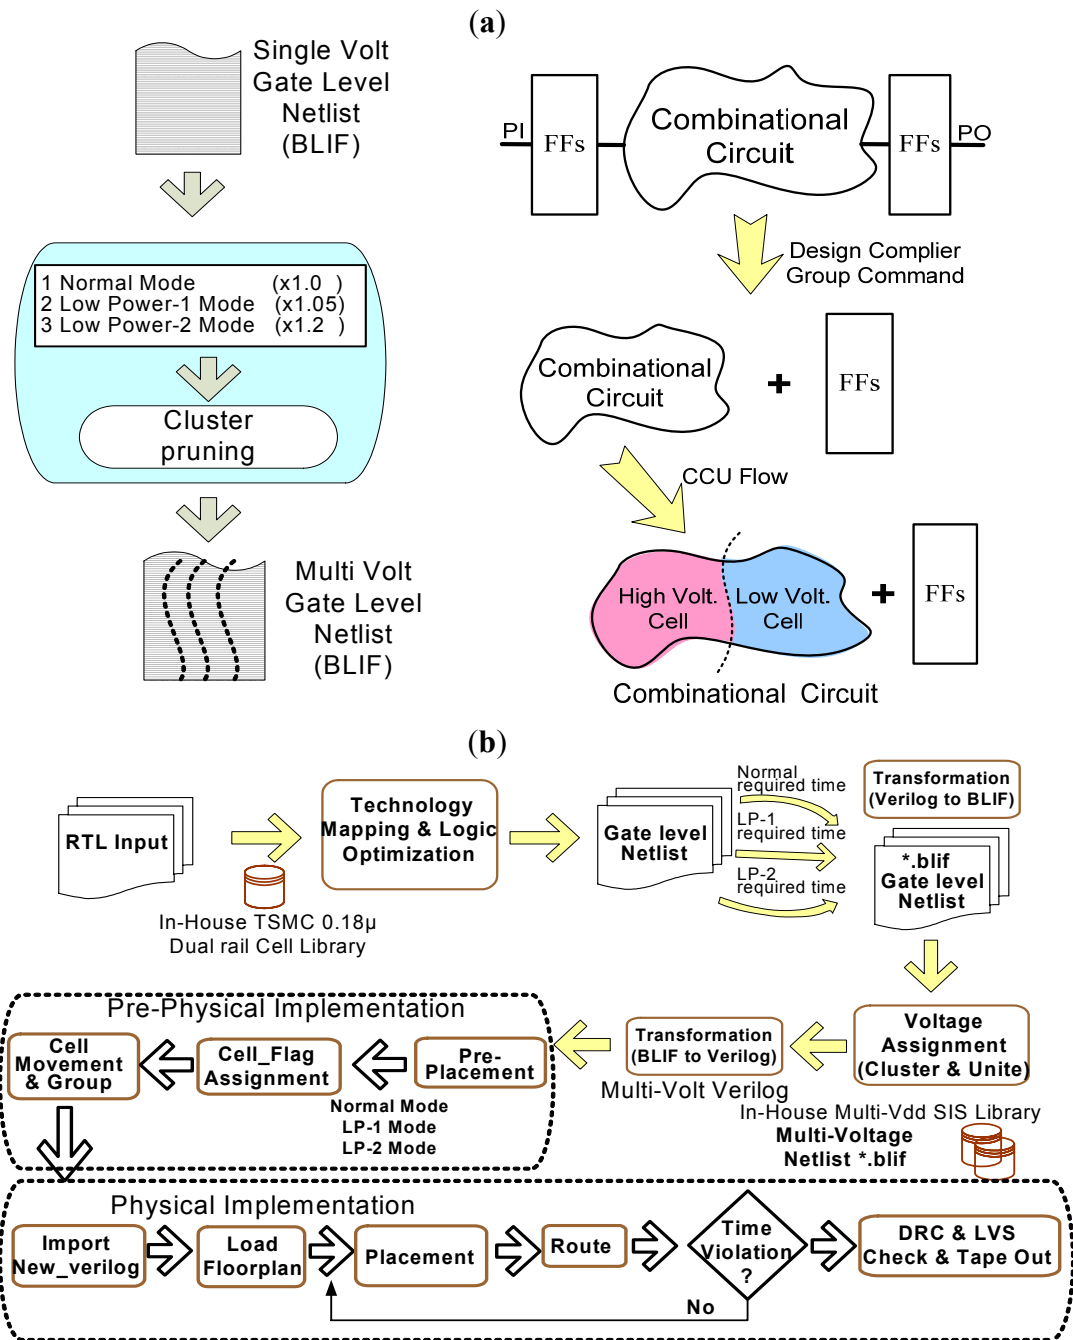 (a)
Single Volt
Gate Level
Netlist
(BLIF)
1 Normal Mode (x1.0 )
2 Low Power-1 Mode (x1.05)
3 Low Power-2 Mode (x1.2 )
Cluster
pruning
Multi Volt
Gate Level
Netlist
(BLIF)
PI
FFs
Combinational
Circuit
FFs
PO
Design Complier
Group Command
Combinational
Circuit
+
FFs
CCU Flow
High Volt.
Cell
Low Volt.
Cell
+
FFs
Combinational Circuit
(b)
RTL Input
In-House TSMC 0.18µ
Dual rail Cell Library
Technology
Mapping & Logic
Optimization
Gate level
Netlist
Normal
required time
LP-1
required time
LP-2
required time
Transformation
(Verilog to BLIF)
*.blif
Gate level
Netlist
Voltage
Assignment
(Cluster & Unite)
In-House Multi-Vdd SIS Library
Multi-Voltage
Netlist *.blif
Transformation
(BLIF to Verilog)
Multi-Volt Verilog
Pre-Physical Implementation
Pre-
Placement
Cell_Flag
Assignment
Normal Mode
LP-1 Mode
LP-2 Mode
Cell
Movement
& Group
Physical Implementation
Import
New_verilog
Load
Floorplan
Placement
Route
Time
Violation
?
No
DRC & LVS
Check & Tape Out